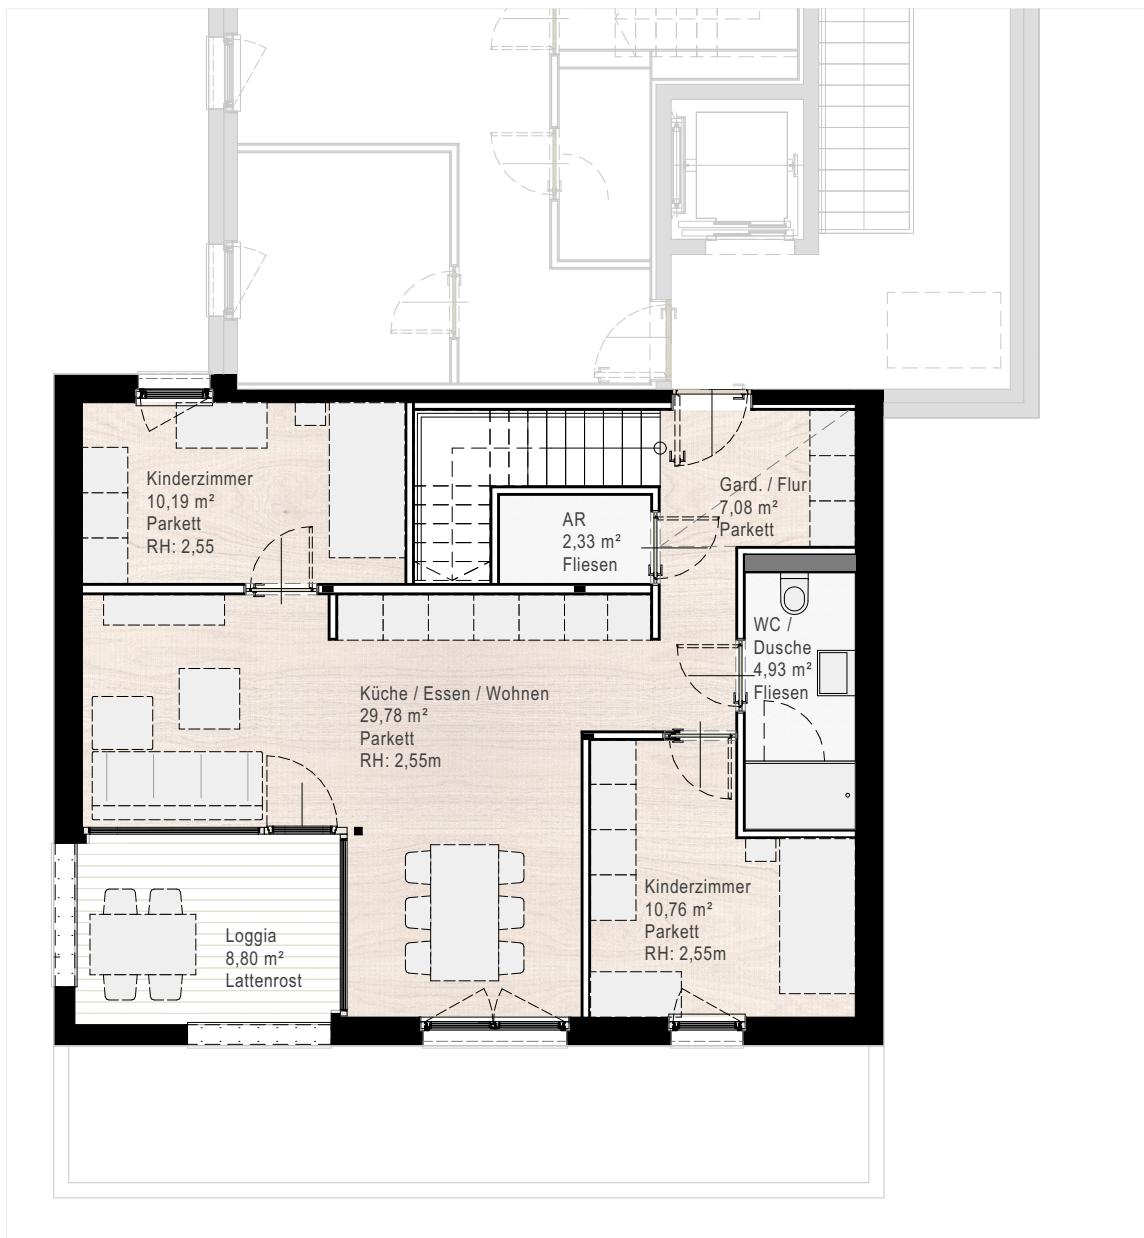 Kinderzimmer
10,19 m²
Parkett
RH: 2,55
AR
2,33 m²
Fliesen
Gard. / Flur
7,08 m²
Parkett
WC /
Dusche
4,93 m²
Fliesen
Küche / Essen / Wohnen
29,78 m²
Parkett
RH: 2,55m
Kinderzimmer
10,76 m²
Parkett
RH: 2,55m
Loggia
8,80 m²
Lattenrost